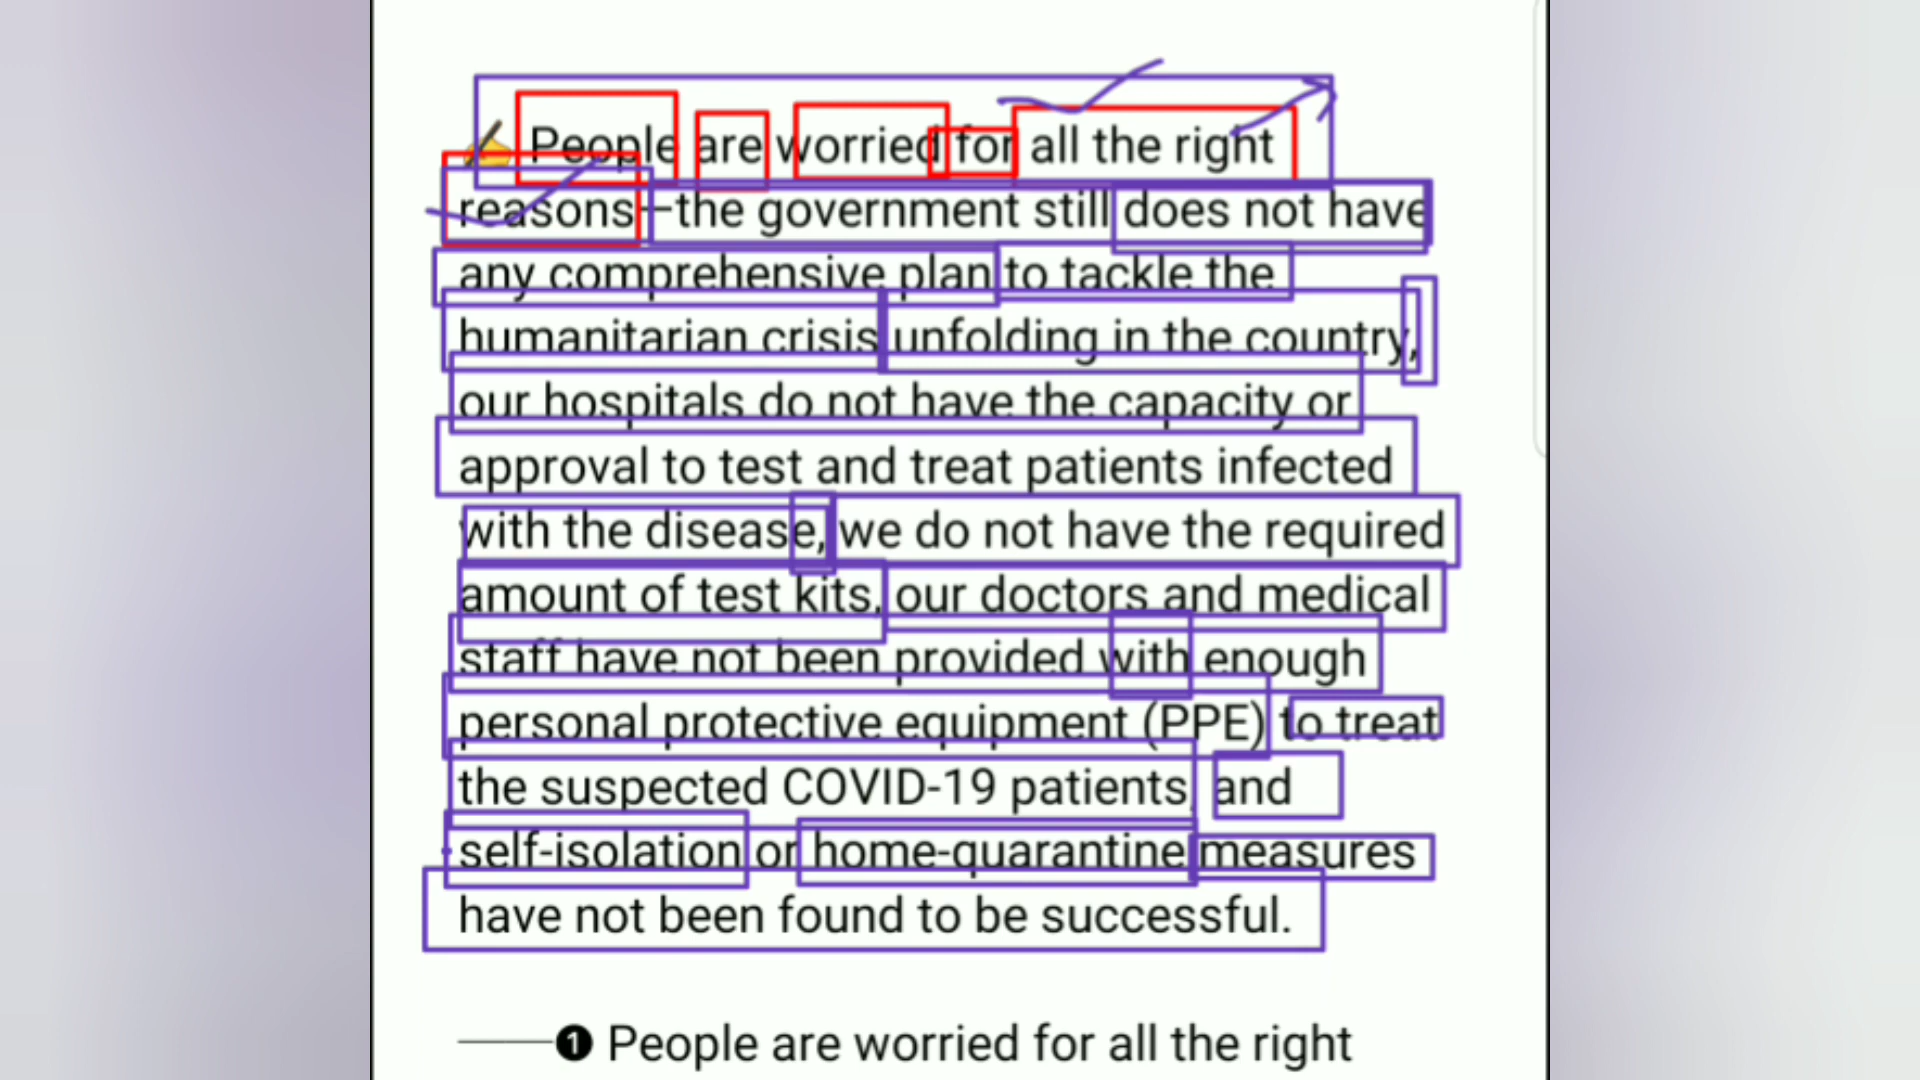 ✍ People are worried for all the right
reasons—the government still does not have
any comprehensive plan to tackle the
humanitarian crisis unfolding in the country,
our hospitals do not have the capacity or
approval to test and treat patients infected
with the disease, we do not have the required
amount of test kits, our doctors and medical
staff have not been provided with enough
personal protective equipment (PPE) to treat
the suspected COVID-19 patients, and
self-isolation or home-quarantine measures
have not been found to be successful.
———❶ People are worried for all the right